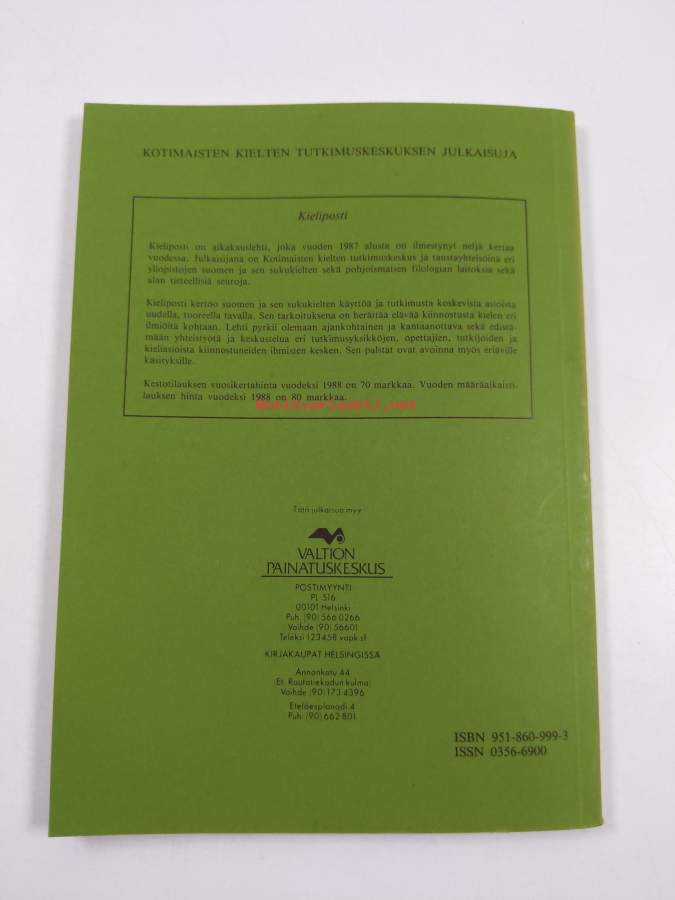 KOTIMAISTEN KIELTEN TUTKIMUSKESKUKSEN JULKAISUJA
Kieliposti
Kieliposti on aikakauslehti, joka vuoden 1987 alusta on ilmestynyt neljä kertaa
vuodessa. Julkaisijana on Kotimaisten kielten tutkimuskeskus ja taustayhteisöinä eri
yliopistojen suomen ja sen sukukielten sekä pohjoismaisen filologian laitoksia sekä
alan tieteellisiä seuroja.
Kieliposti kertoo suomen ja sen sukukielten käyttöä ja tutkimusta koskevista asioista
uudella, tuoreella tavalla. Sen tarkoituksena on herättää elävää kiinnostusta kielen eri
ilmiöitä kohtaan. Lehti pyrkii olemaan ajankohtainen ja kantaaottava sekä edistä-
mään yhteistyötä ja keskustelua eri tutkimusyksikköjen, opettajien, tutkijoiden ja
kieliasioista kiinnostuneiden ihmisten kesken. Sen palstat ovat avoinna myös eriäville
käsityksille.
Kestotilauksen vuosikertahinta vuodeksi 1988 on 70 markkaa. Vuoden määräaikaisti-
lauksen hinta vuodeksi 1988 on 80 markkaa.
antikvariaatti.net
Tätä julkaisua myy
VALTION
PAINATUSKESKUS
POSTIMYYNTI
PL 516
00101 Helsinki
Puh. (90) 566 0266
Vaihde (90) 56601
Teleksi 123458 vapk sf
KIRJAKAUPAT HELSINGISSÄ
Annankatu 44
(Et. Rautatiekadun kulma)
Vaihde (90) 173 4396
Eteläesplanadi 4
Puh. (90) 662 801
ISBN 951-860-999-3
ISSN 0356-6900